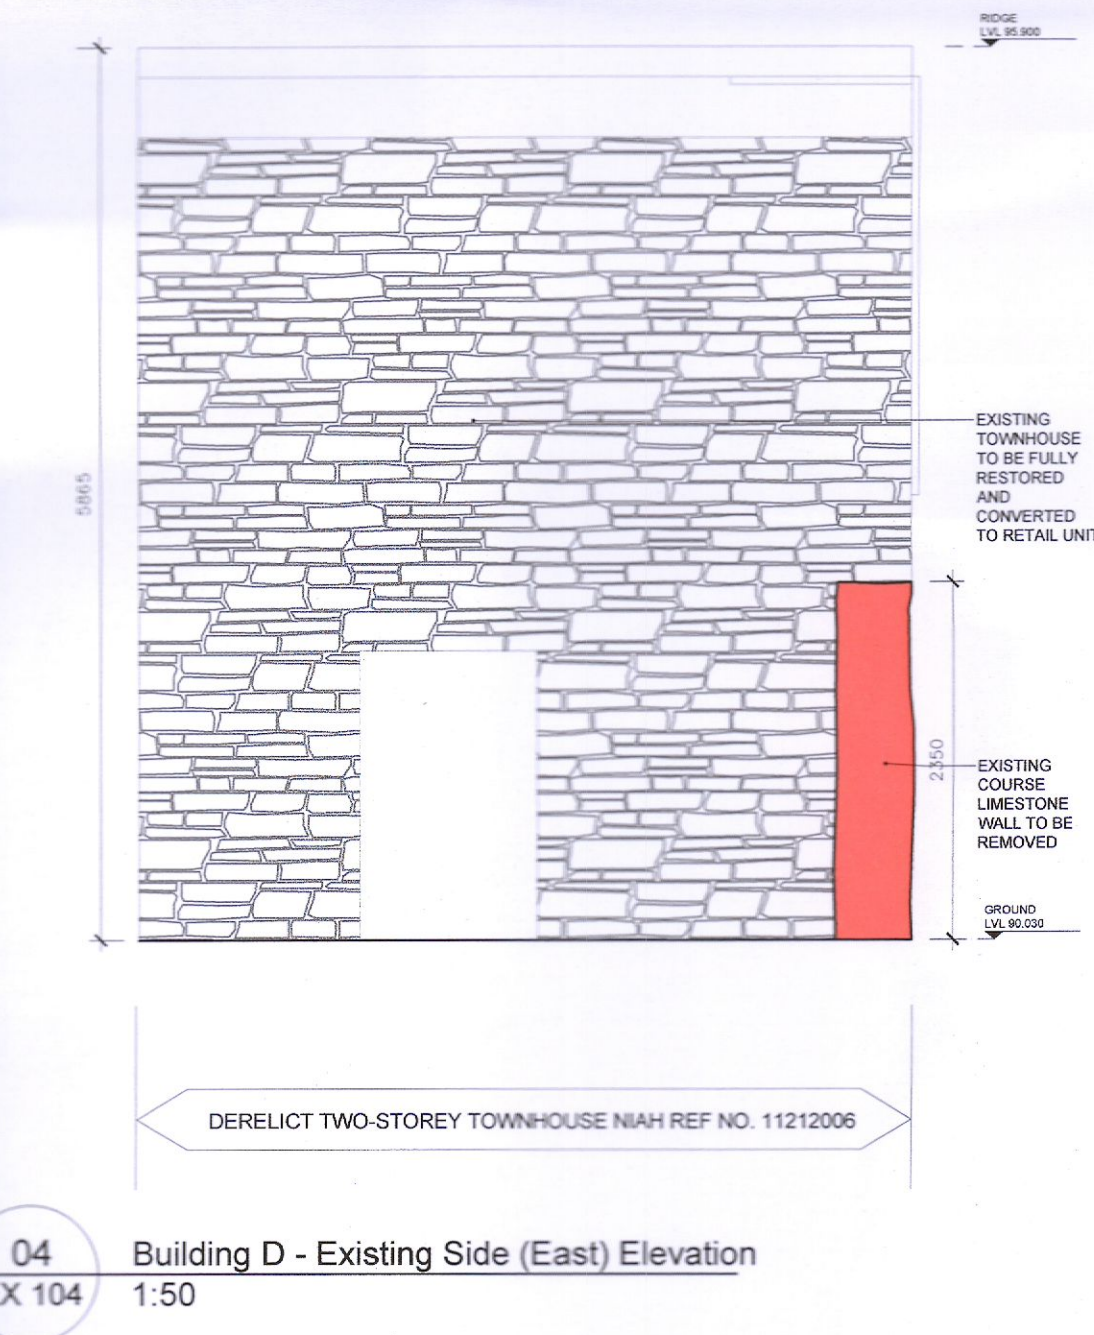 RIDGE
LVL 95.900
5865
EXISTING
TOWNHOUSE
TO BE FULLY
RESTORED
AND
CONVERTED
TO RETAIL UNIT
2350
EXISTING
COURSE
LIMESTONE
WALL TO BE
REMOVED
GROUND
LVL 90.030
DERELICT TWO-STOREY TOWNHOUSE NIAH REF NO. 11212006
04
X 104
Building D - Existing Side (East) Elevation
1:50